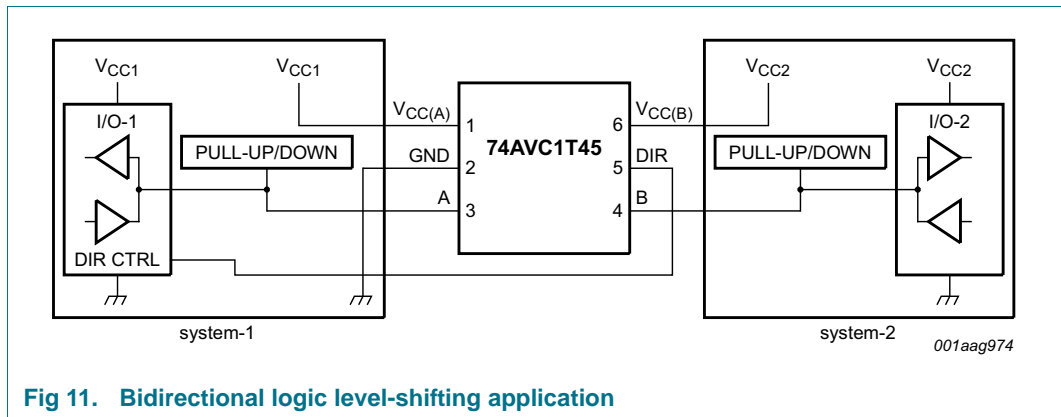 VCC1
VCC1
VCC2
VCC2
I/O-1
PULL-UP/DOWN
DIR CTRL
system-1
VCC(A)
1
GND
2
A
3
74AVC1T45
6
VCC(B)
5
DIR
4
B
PULL-UP/DOWN
I/O-2
system-2
001aag974
Fig 11. Bidirectional logic level-shifting application